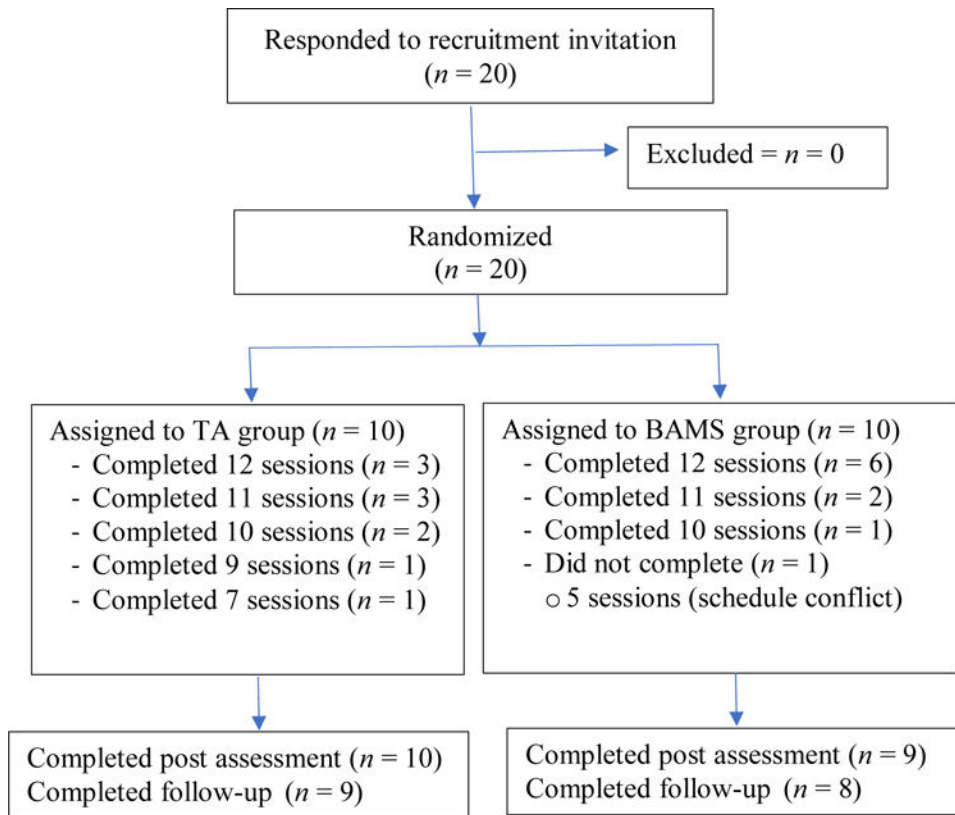 Responded to recruitment invitation
(n = 20)
Excluded = n = 0
Randomized
(n = 20)
Assigned to TA group (n = 10)
- Completed 12 sessions (n = 3)
- Completed 11 sessions (n = 3)
- Completed 10 sessions (n = 2)
- Completed 9 sessions (n = 1)
- Completed 7 sessions (n = 1)
Assigned to BAMS group (n = 10)
- Completed 12 sessions (n = 6)
- Completed 11 sessions (n = 2)
- Completed 10 sessions (n = 1)
- Did not complete (n = 1)
o 5 sessions (schedule conflict)
Completed post assessment (n = 10)
Completed follow-up (n = 9)
Completed post assessment (n = 9)
Completed follow-up (n = 8)